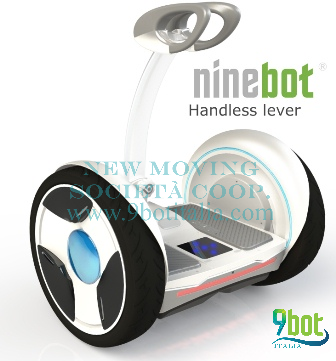 ninebot®
Handless lever
NEW MOVING
SOCIETÀ COOP.
www.9botitalia.com
9bot
ITALIA